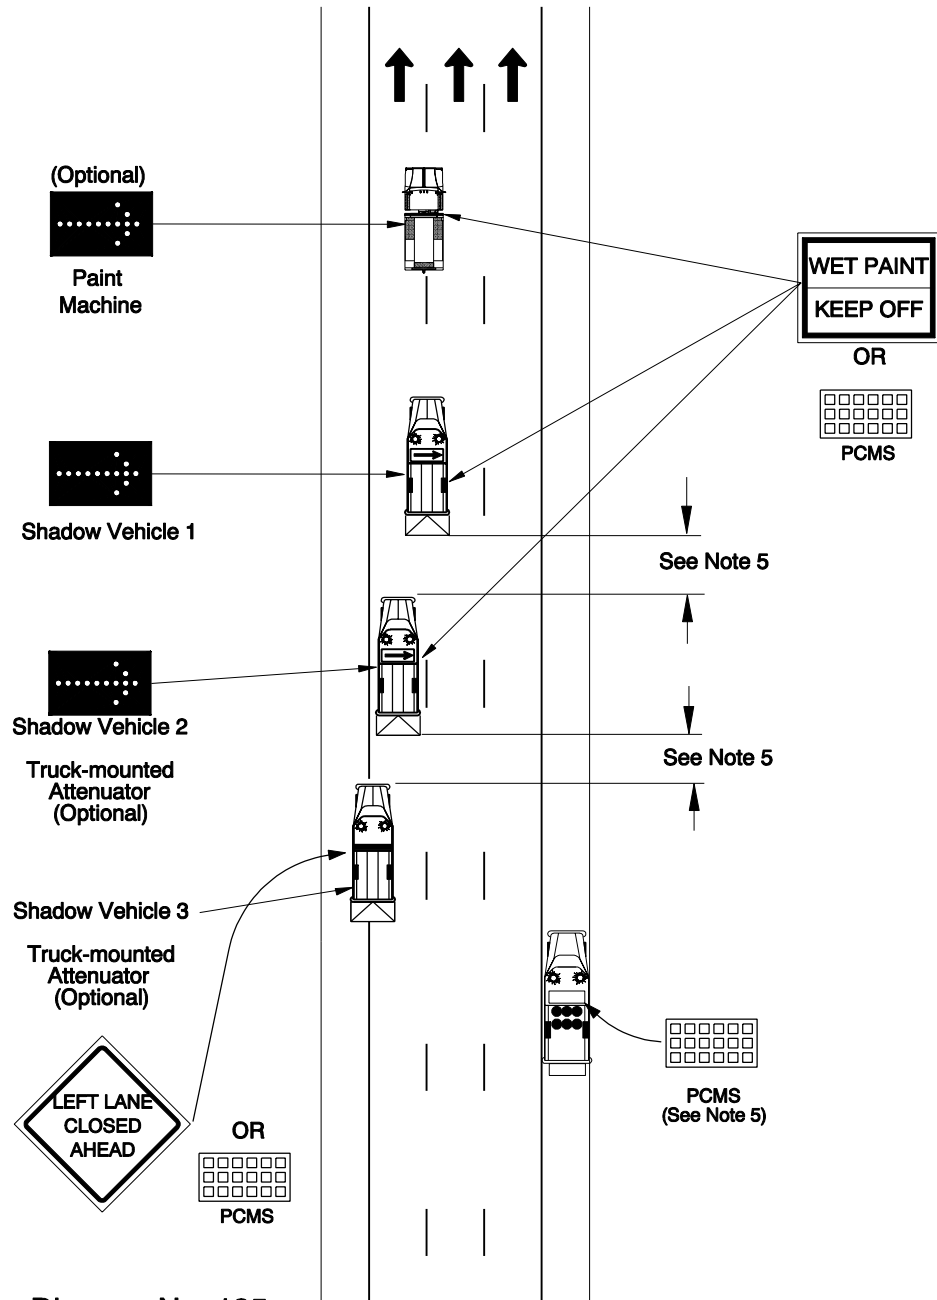 (Optional)
Paint
Machine
WET PAINT
KEEP OFF
OR
PCMS
Shadow Vehicle 1
See Note 5
Shadow Vehicle 2
Truck-mounted
Attenuator
(Optional)
See Note 5
Shadow Vehicle 3
Truck-mounted
Attenuator
(Optional)
LEFT LANE
CLOSED
AHEAD
OR
PCMS
PCMS
(See Note 5)